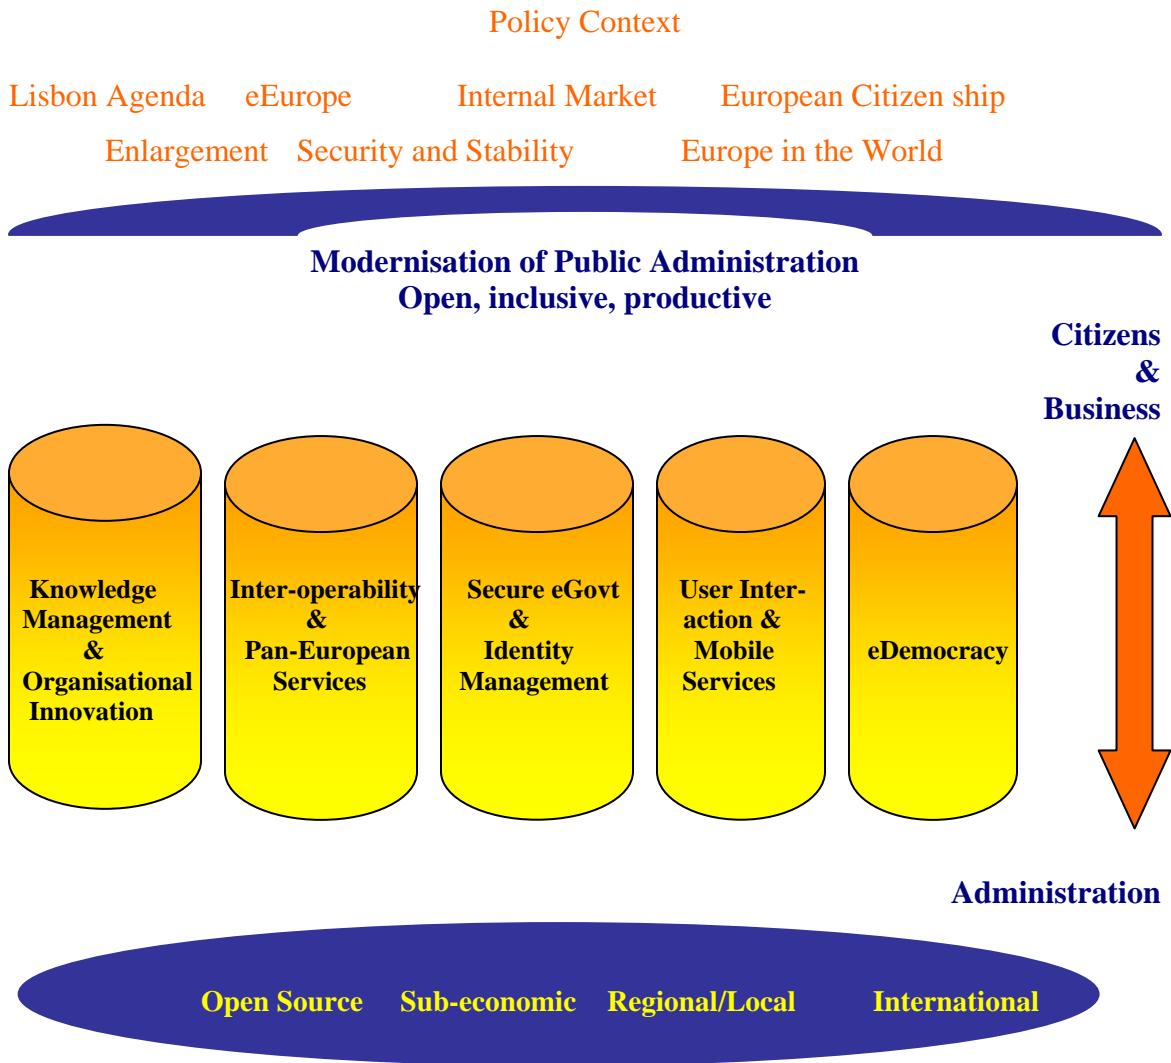 Policy Context
Lisbon Agenda eEurope Internal Market European Citizen ship
Enlargement Security and Stability Europe in the World
Modernisation of Public Administration
Open, inclusive, productive
Citizens
&
Business
Knowledge
Management
&
Organisational
Innovation
Inter-operability
&
Pan-European
Services
Secure eGovt
&
Identity
Management
User Inter-
action &
Mobile
Services
eDemocracy
Administration
Open Source Sub-economic Regional/Local International